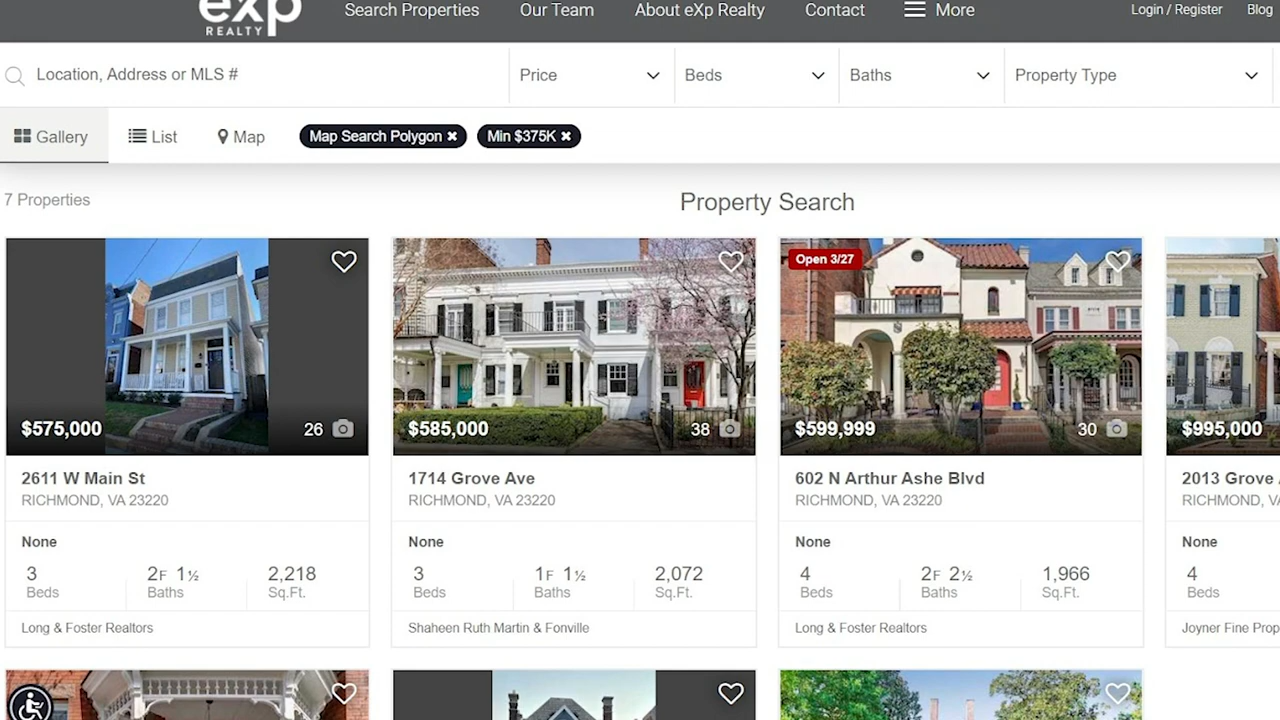 eXp
REALTY
Search Properties Our Team About eXp Realty Contact More Login / Register Blog
Location, Address or MLS # Price Beds Baths Property Type
Gallery List Map Map Search Polygon ✖ Min $375K ✖
7 Properties
Property Search
$575,000 26
2611 W Main St
RICHMOND, VA 23220
None
3 2F 1½ 2,218
Beds Baths Sq.Ft.
Long & Foster Realtors
$585,000 38
1714 Grove Ave
RICHMOND, VA 23220
None
3 1F 1½ 2,072
Beds Baths Sq.Ft.
Shaheen Ruth Martin & Fonville
Open 3/27
$599,999 30
602 N Arthur Ashe Blvd
RICHMOND, VA 23220
None
4 2F 2½ 1,966
Beds Baths Sq.Ft.
Long & Foster Realtors
$995,000
2013 Grove
RICHMOND, VA
None
4
Beds
Joyner Fine Prop